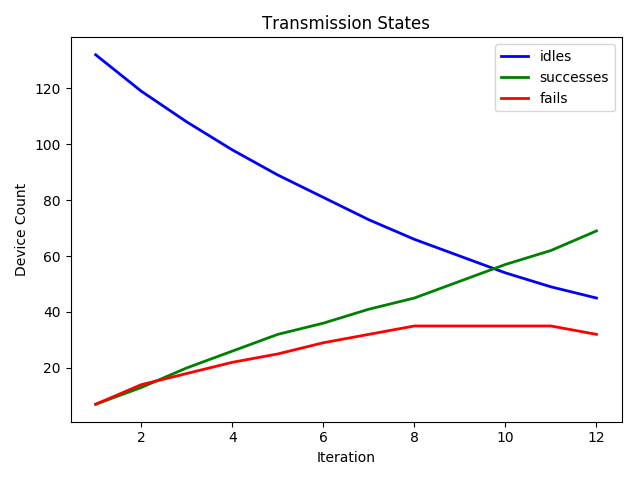 Transmission States
idles
successes
fails
Device Count
120
100
80
60
40
20
2 4 6 8 10 12
Iteration